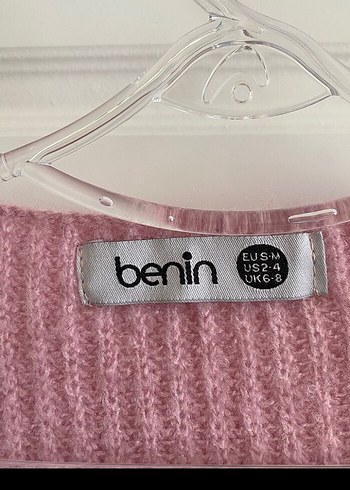 benin
EU S-M
US 2-4
UK 6-8